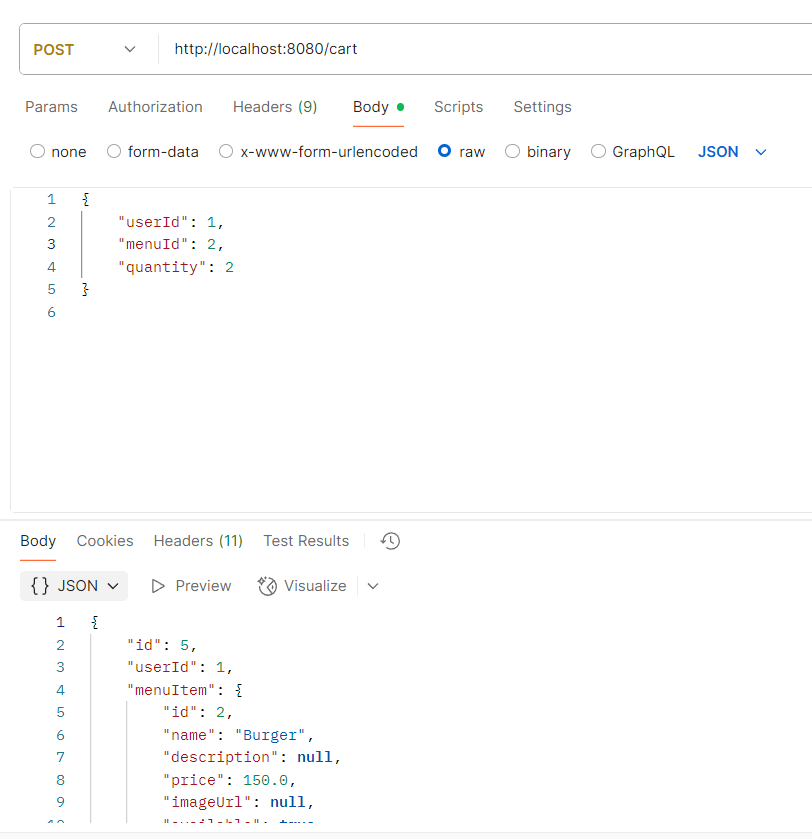 POST http://localhost:8080/cart
Params Authorization Headers (9) Body Scripts Settings
none form-data x-www-form-urlencoded raw binary GraphQL JSON
1 {
2 "userId": 1,
3 "menuId": 2,
4 "quantity": 2
5 }
6
Body Cookies Headers (11) Test Results
{} JSON Preview Visualize
1 {
2 "id": 5,
3 "userId": 1,
4 "menuItem": {
5 "id": 2,
6 "name": "Burger",
7 "description": null,
8 "price": 150.0,
9 "imageUrl": null,
10 "available": true